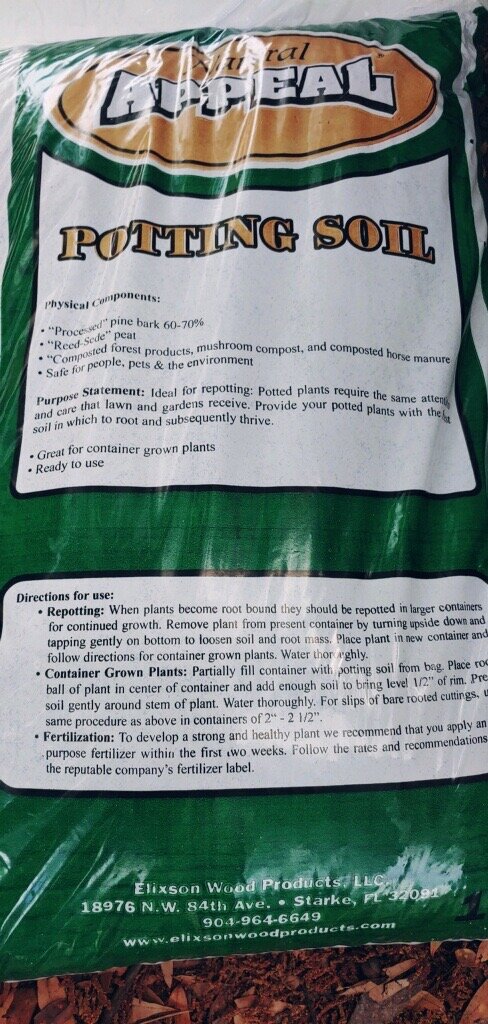 Natural
APPEAL
POTTING SOIL
Physical Components:
• "Processed" pine bark 60-70%
• "Reed-Sede" peat
• "Composted forest products, mushroom compost, and composted horse manure
• Safe for people, pets & the environment
Purpose Statement: Ideal for repotting: Potted plants require the same
and care that lawn and gardens receive. Provide your potted plants with the
soil in which to root and subsequently thrive.
• Great for container grown plants
• Ready to use
Directions for use:
• Repotting: When plants become root bound they should be repotted in larger containers
for continued growth. Remove plant from present container by turning upside down and
tapping gently on bottom to loosen soil and root mass. Place plant in new container and
follow directions for container grown plants. Water thoroughly.
• Container Grown Plants: Partially fill container with potting soil from bag. Place
ball of plant in center of container and add enough soil to bring level 1/2" of rim.
soil gently around stem of plant. Water thoroughly. For slips of bare rooted cuttings,
same procedure as above in containers of 2" - 2 1/2".
• Fertilization: To develop a strong and healthy plant we recommend that you apply an
purpose fertilizer within the first two weeks. Follow the rates and recommendations
the reputable company's fertilizer label.
Elixson Wood Products, LLC
18976 N.W. 84th Ave. • Starke, FL 32091
904-964-6649
www.elixsonwoodproducts.com
1